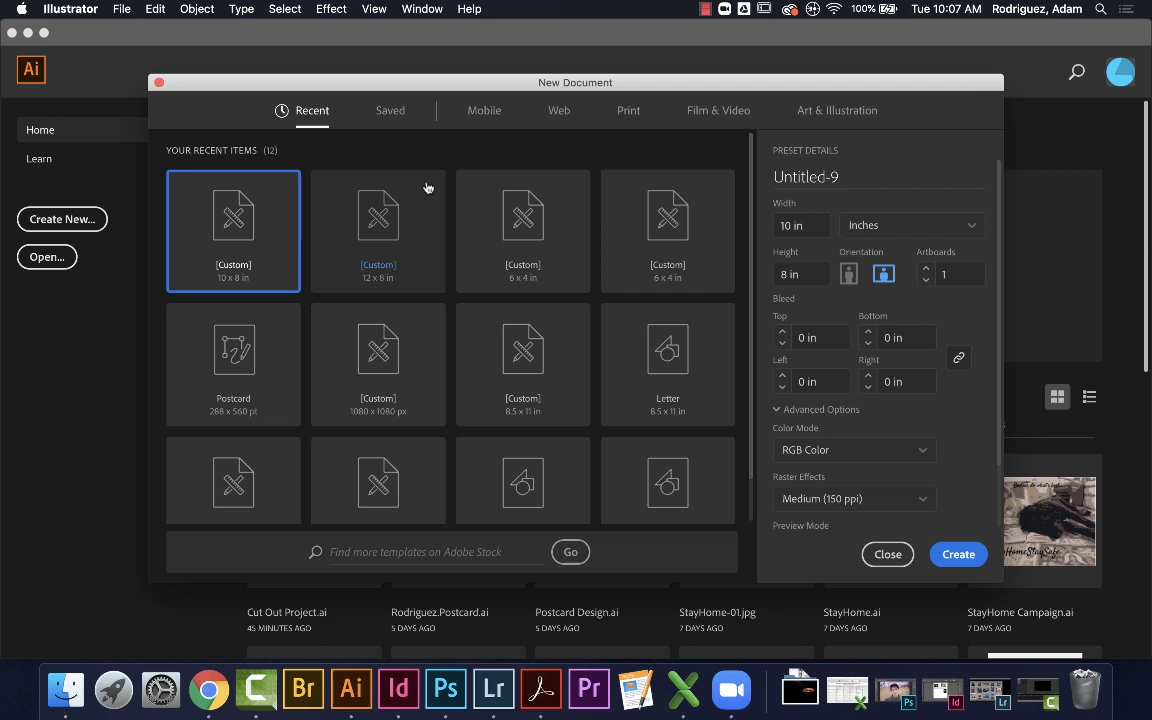 Illustrator File Edit Object Type Select Effect View Window Help 100% Tue 10:07 AM Rodriguez, Adam
Ai
New Document
Recent Saved Mobile Web Print Film & Video Art & Illustration
Home
Learn
Create New...
Open...
YOUR RECENT ITEMS (12)
[Custom]
10 x 8 in
[Custom]
12 x 8 in
[Custom]
6 x 4 in
[Custom]
6 x 4 in
Postcard
288 x 560 pt
[Custom]
1080 x 1080 px
[Custom]
8.5 x 11 in
Letter
8.5 x 11 in
Find more templates on Adobe Stock
Go
PRESET DETAILS
Untitled-9
Width
10 in Inches
Height Orientation Artboards
8 in 1
Bleed
Top Bottom
0 in 0 in
Left Right
0 in 0 in
Advanced Options
Color Mode
RGB Color
Raster Effects
Medium (150 ppi)
Preview Mode
Close Create
Cut Out Project.ai
45 MINUTES AGO
Rodriguez.Postcard.ai
5 DAYS AGO
Postcard Design.ai
5 DAYS AGO
StayHome-01.jpg
7 DAYS AGO
StayHome.ai
7 DAYS AGO
StayHome Campaign.ai
7 DAYS AGO
Br Ai Id Ps Lr Pr
Ps Id Lr